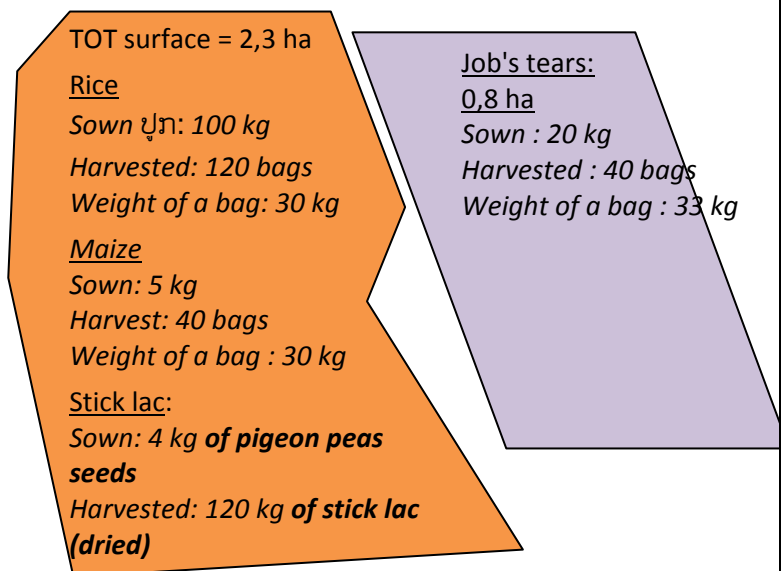 TOT surface = 2,3 ha
Rice
Sown ປູກ: 100 kg
Harvested: 120 bags
Weight of a bag: 30 kg
Maize
Sown: 5 kg
Harvest: 40 bags
Weight of a bag : 30 kg
Stick lac:
Sown: 4 kg of pigeon peas
seeds
Harvested: 120 kg of stick lac
(dried)
Job's tears:
0,8 ha
Sown : 20 kg
Harvested : 40 bags
Weight of a bag : 33 kg